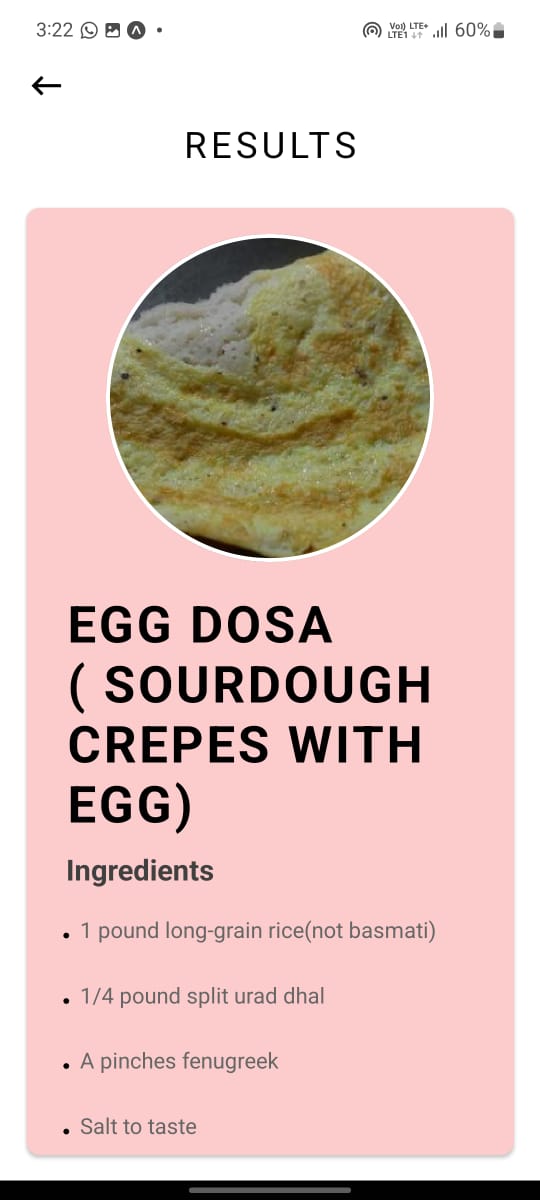 3:22
Vo)) LTE+
LTE1
60%
RESULTS
EGG DOSA
( SOURDOUGH
CREPES WITH
EGG)
Ingredients
1 pound long-grain rice(not basmati)
1/4 pound split urad dhal
A pinches fenugreek
Salt to taste